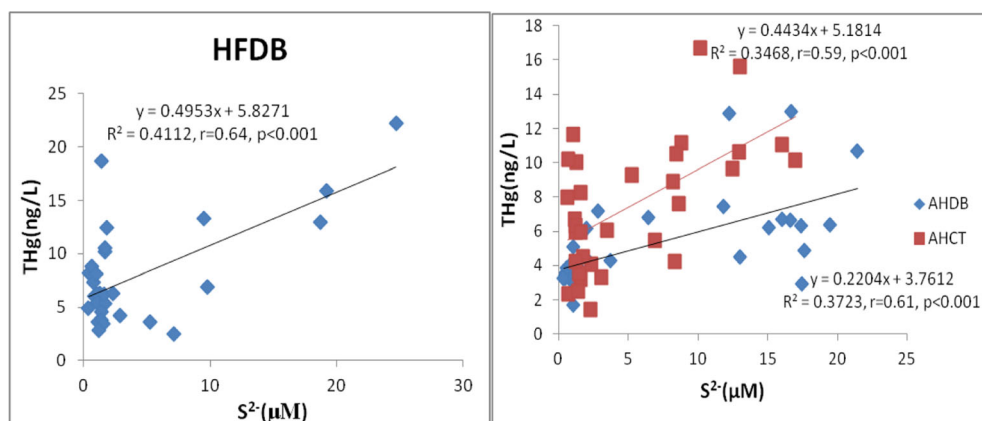 HFDB
y = 0.4953x + 5.8271
R² = 0.4112, r=0.64, p<0.001
THg(ng/L)
25
20
15
10
5
0
0 10 20 30
S²⁻(μM)
y = 0.4434x + 5.1814
R² = 0.3468, r=0.59, p<0.001
THg(ng/L)
18
16
14
12
10
8
6
4
2
0
AHDB
AHCT
y = 0.2204x + 3.7612
R² = 0.3723, r=0.61, p<0.001
0 5 10 15 20 25
S²⁻(μM)